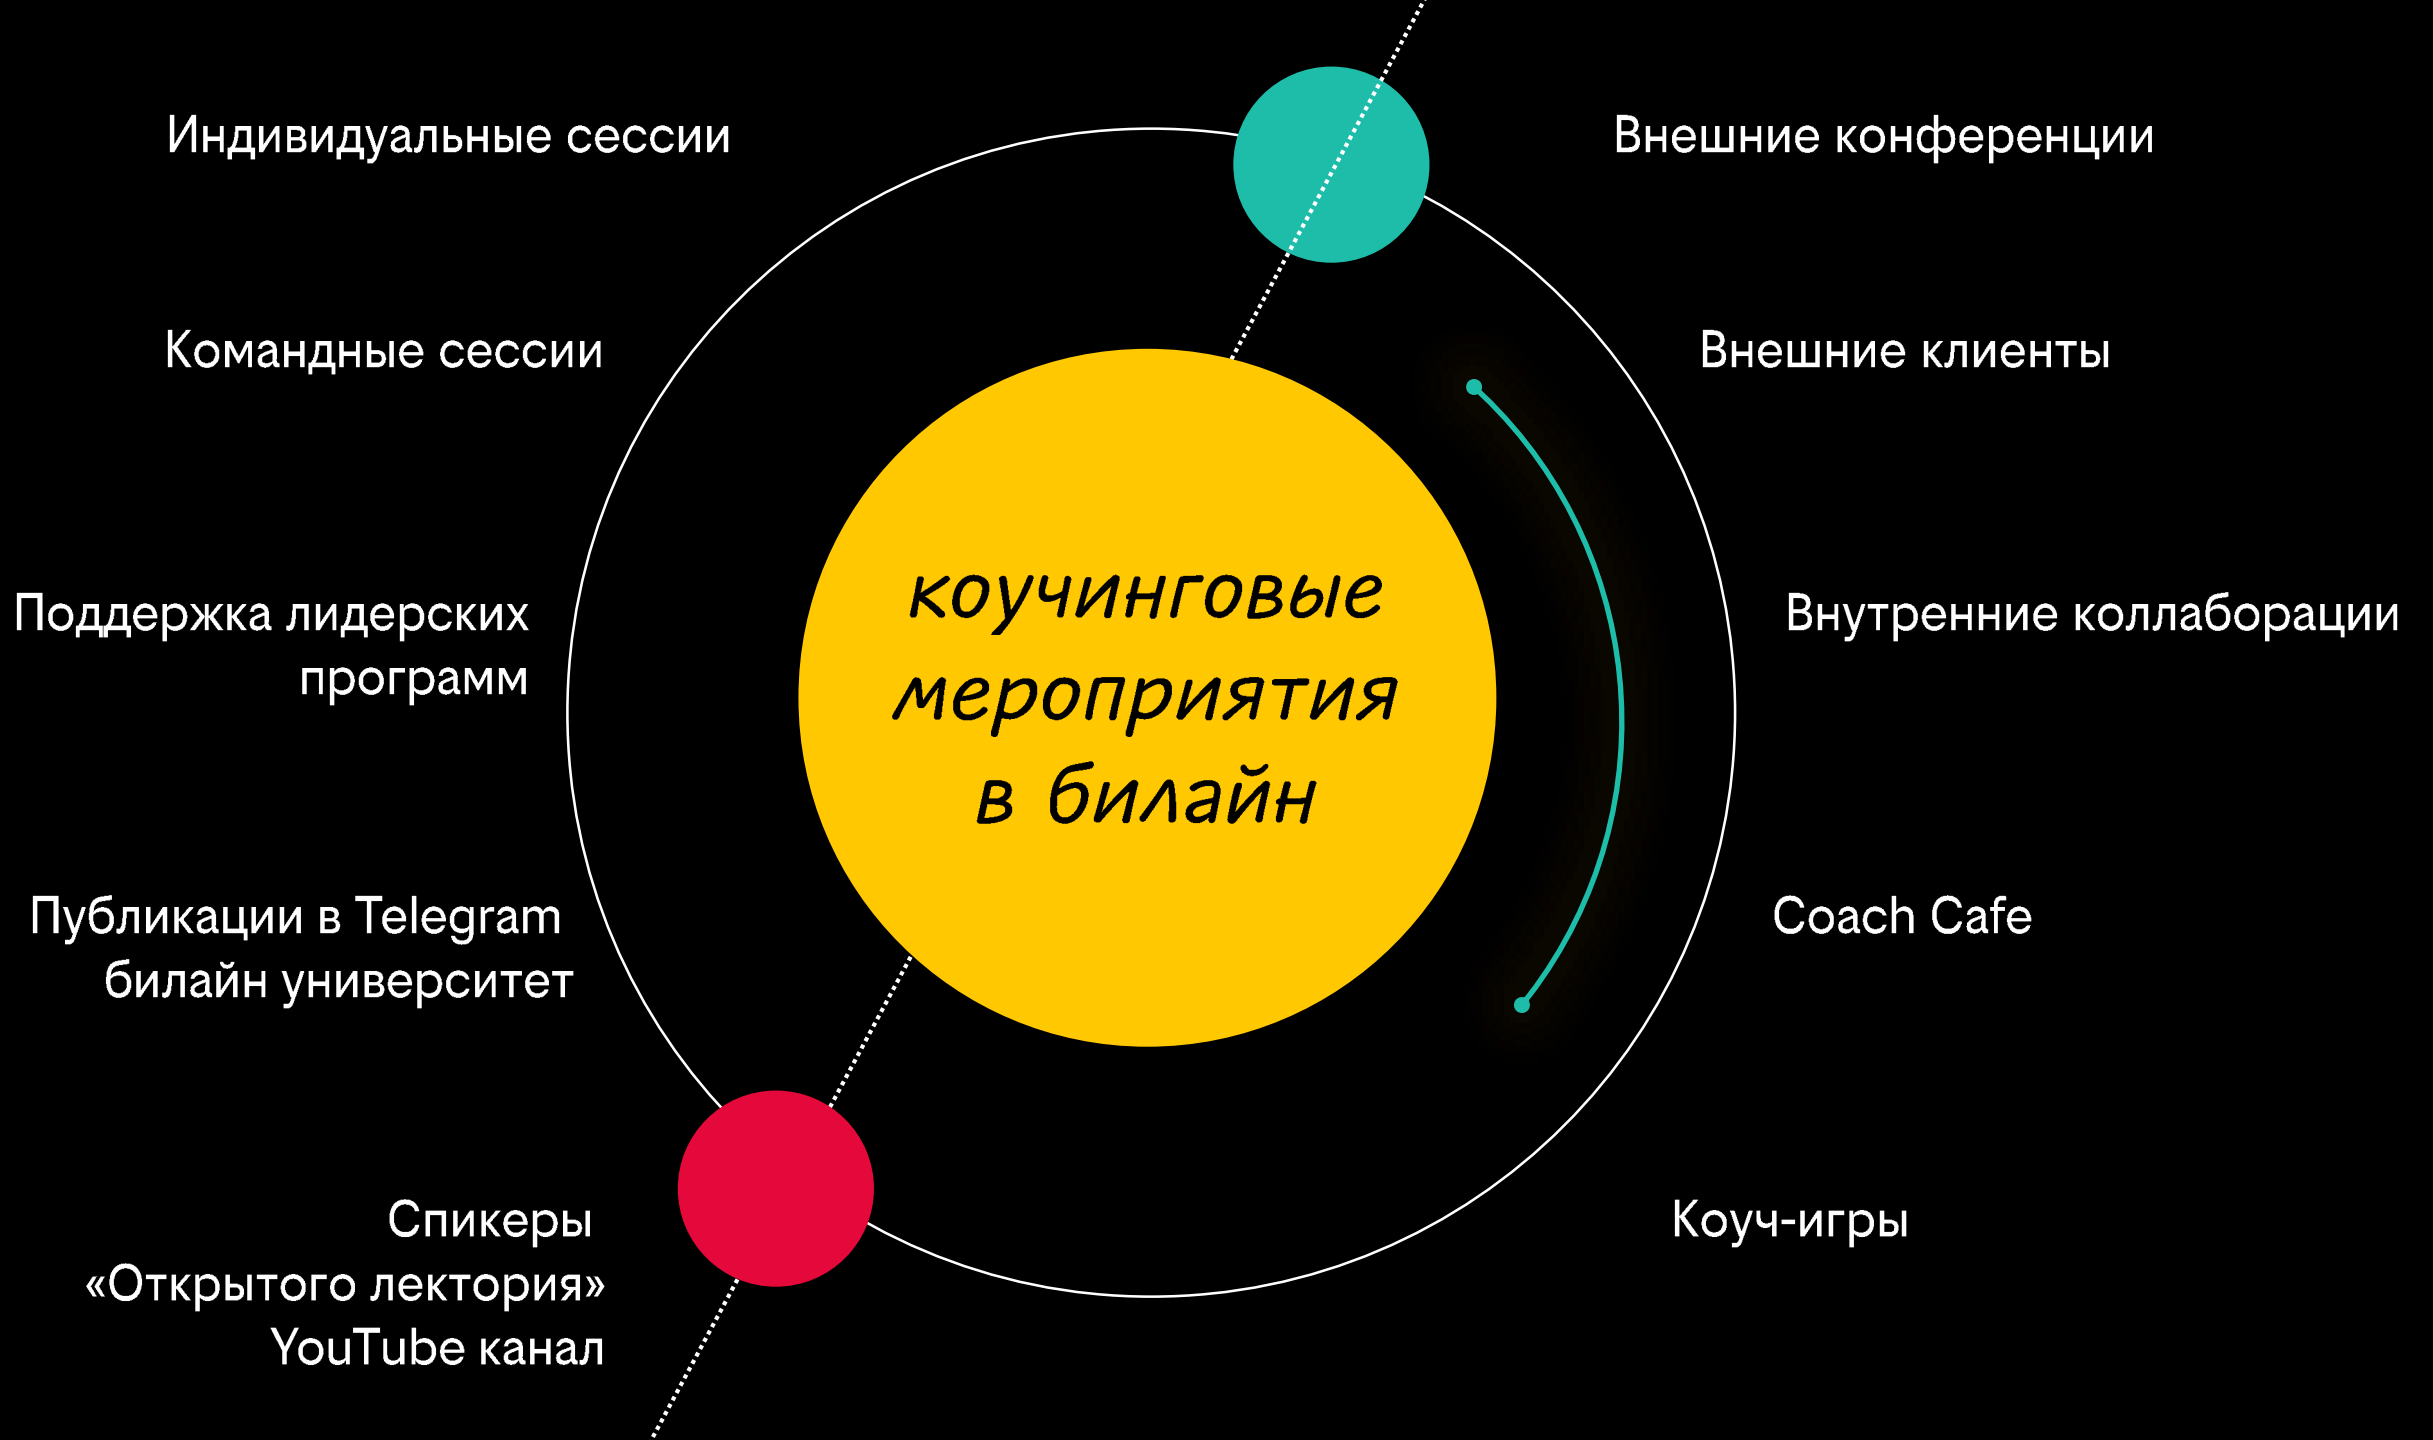 Индивидуальные сессии
Командные сессии
Поддержка лидерских
программ
Публикации в Telegram
билайн университет
Спикеры
«Открытого лектория»
YouTube канал
коучинговые
мероприятия
в билайн
Внешние конференции
Внешние клиенты
Внутренние коллаборации
Coach Cafe
Коуч-игры